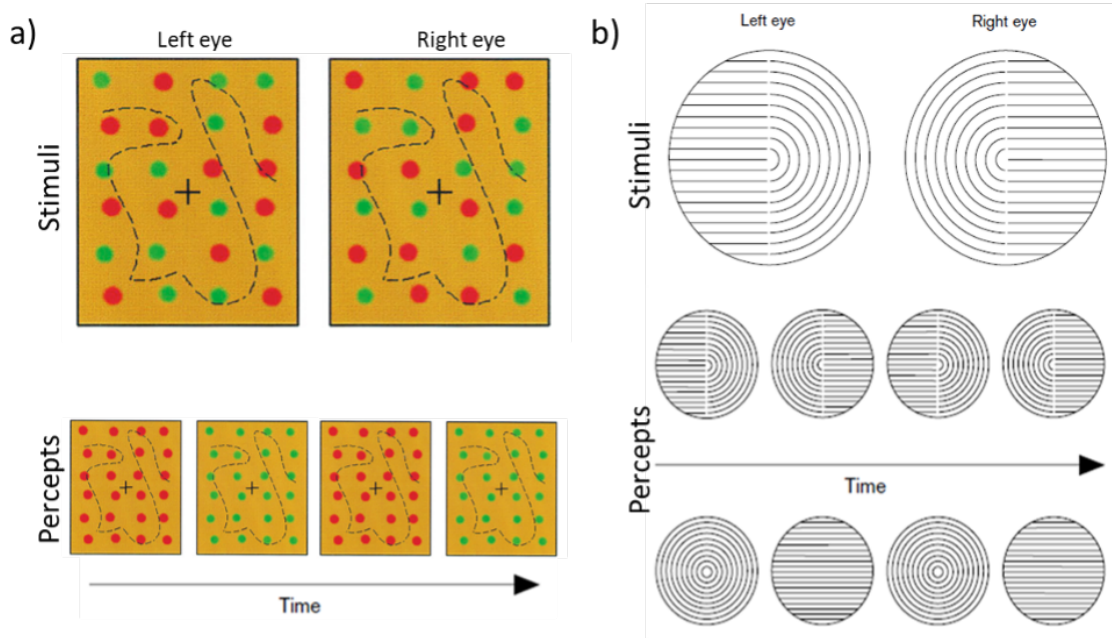 a)
Left eye
Right eye
Stimuli
Percepts
Time
b)
Left eye
Right eye
Stimuli
Percepts
Time